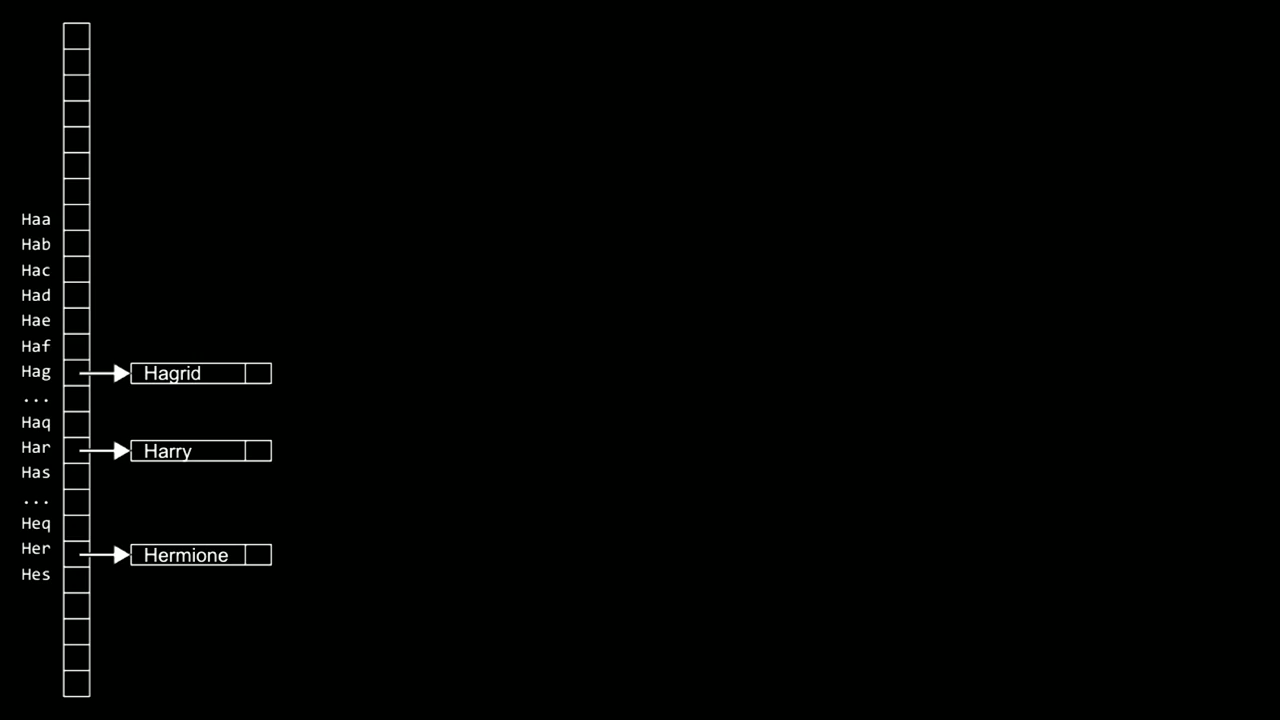 Haa
Hab
Hac
Had
Hae
Haf
Hag Hagrid
...
Haq
Har Harry
Has
...
Heq
Her Hermione
Hes